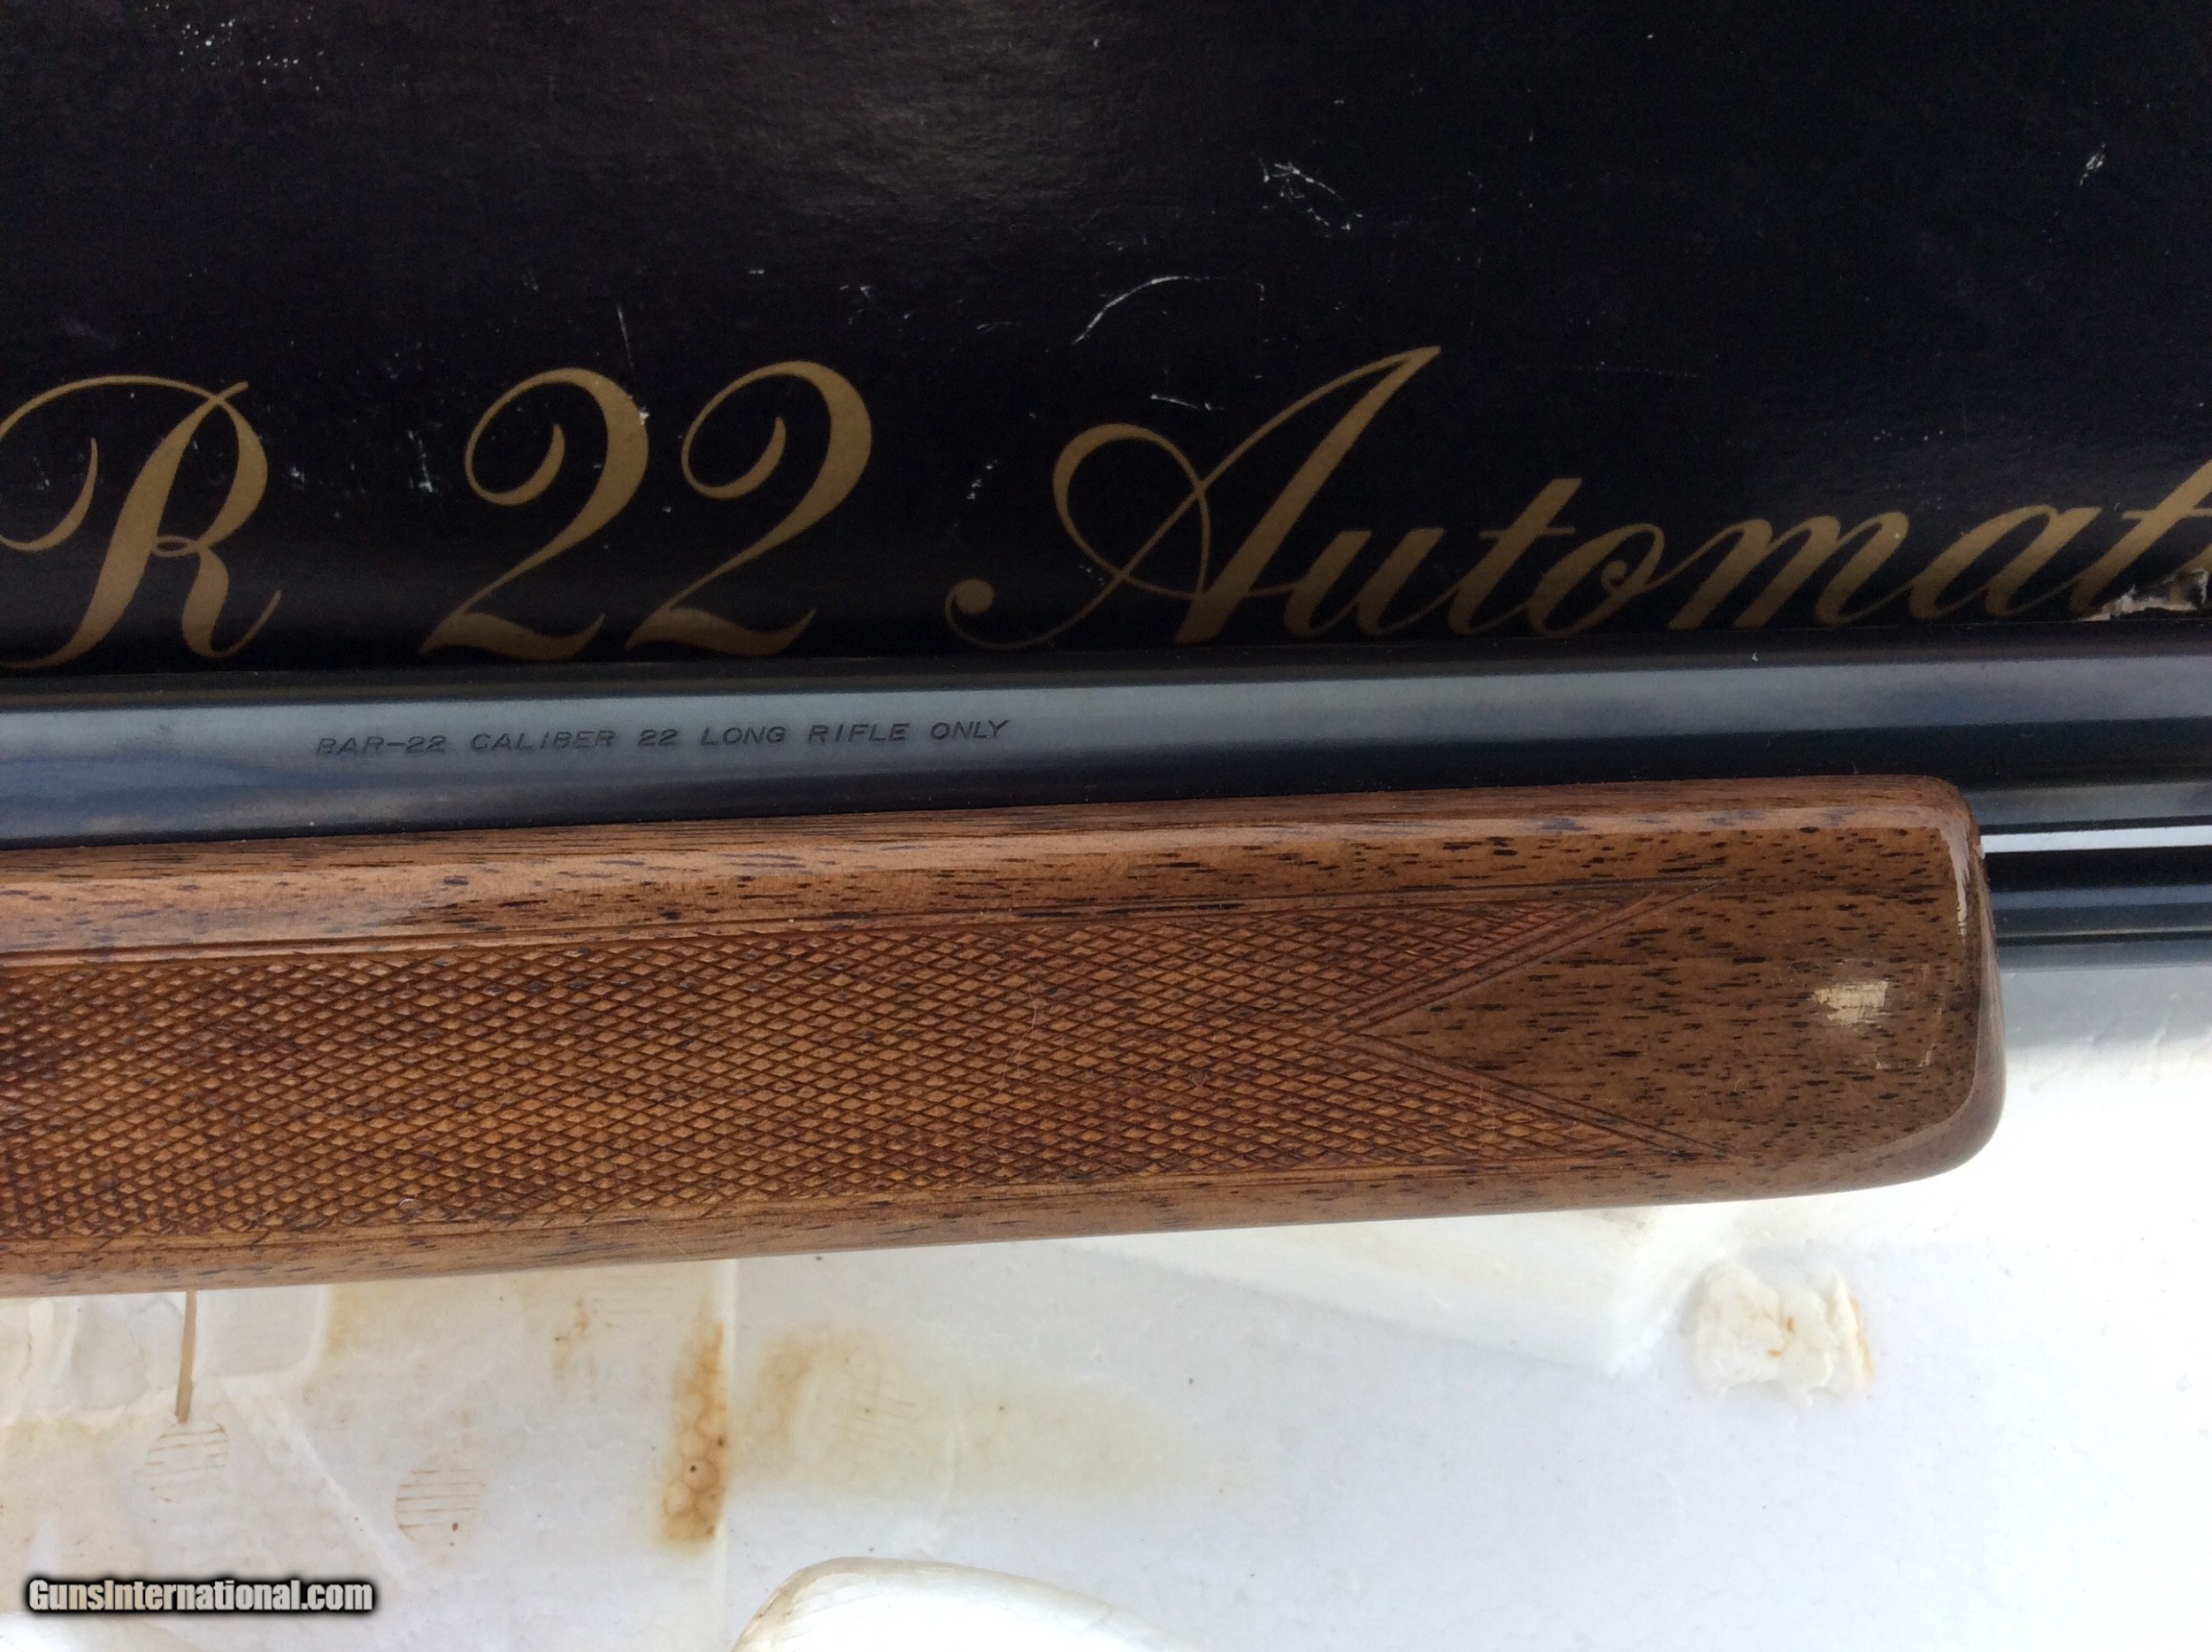 R 22 Automat
BAR-22 CALIBER 22 LONG RIFLE ONLY
GunsInternational.com